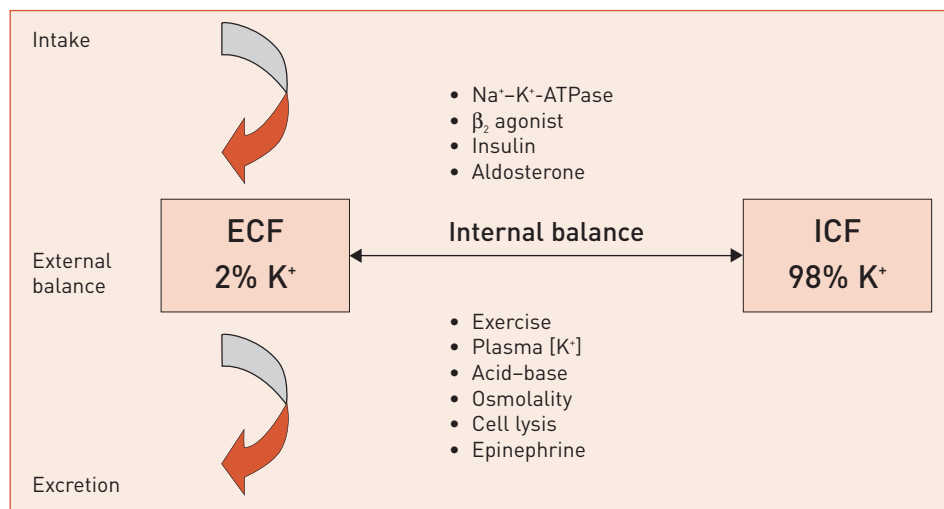 Intake
• Na⁺–K⁺-ATPase
• β₂ agonist
• Insulin
• Aldosterone
ECF
2% K⁺
Internal balance
ICF
98% K⁺
External
balance
• Exercise
• Plasma [K⁺]
• Acid–base
• Osmolality
• Cell lysis
• Epinephrine
Excretion